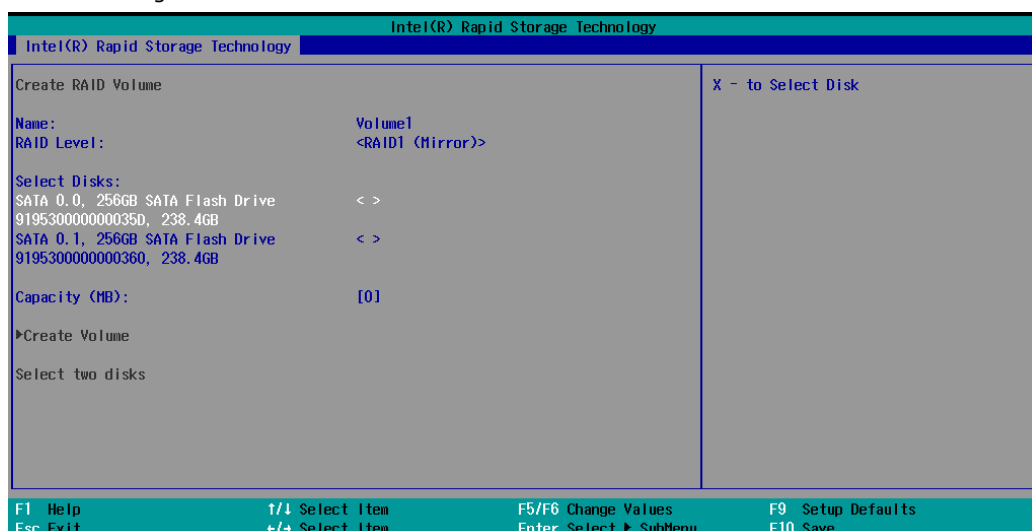 Intel(R) Rapid Storage Technology
Intel(R) Rapid Storage Technology
Create RAID Volume
X - to Select Disk
Name: Volume1
RAID Level: <RAID1 (Mirror)>
Select Disks:
SATA 0.0, 256GB SATA Flash Drive < >
919530000000035D, 238.4GB
SATA 0.1, 256GB SATA Flash Drive < >
9195300000000360, 238.4GB
Capacity (MB): [0]
▶Create Volume
Select two disks
F1 Help ↑/↓ Select Item F5/F6 Change Values F9 Setup Defaults
Esc Exit ←/→ Select Item Enter Select ▶ SubMenu F10 Save